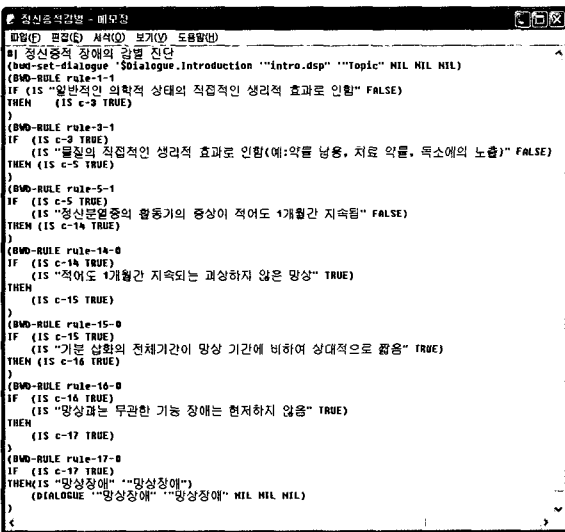 정신증적감별 - 메모장
파일(F) 편집(E) 서식(O) 보기(V) 도움말(H)
#| 정신증적 장애의 감별 진단
(bwd-set-dialogue '$Dialogue.Introduction '"intro.dsp" '"Topic" NIL NIL NIL)
(BWD-RULE rule-1-1
IF (IS "일반적인 의학적 상태의 직접적인 생리적 효과로 인함" FALSE)
THEN (IS c-3 TRUE)
)
(BWD-RULE rule-3-1
IF (IS c-3 TRUE)
(IS "물질의 직접적인 생리적 효과로 인함(예:약물 남용, 치료 약물, 독소에의 노출)" FALSE)
THEN (IS c-5 TRUE)
)
(BWD-RULE rule-5-1
IF (IS c-5 TRUE)
(IS "정신분열증의 활동기의 증상이 적어도 1개월간 지속됨" FALSE)
THEN (IS c-14 TRUE)
)
(BWD-RULE rule-14-0
IF (IS c-14 TRUE)
(IS "적어도 1개월간 지속되는 괴상하지 않은 망상" TRUE)
THEN
(IS c-15 TRUE)
)
(BWD-RULE rule-15-0
IF (IS c-15 TRUE)
(IS "기분 삽화의 전체기간이 망상 기간에 비하여 상대적으로 짧음" TRUE)
THEN (IS c-16 TRUE)
)
(BWD-RULE rule-16-0
IF (IS c-16 TRUE)
(IS "망상과는 무관한 기능 장애는 현저하지 않음" TRUE)
THEN
(IS c-17 TRUE)
)
(BWD-RULE rule-17-0
IF (IS c-17 TRUE)
THEN(IS "망상장애" '"망상장애")
(DIALOGUE '"망상장애" '"망상장애" NIL NIL NIL)
)